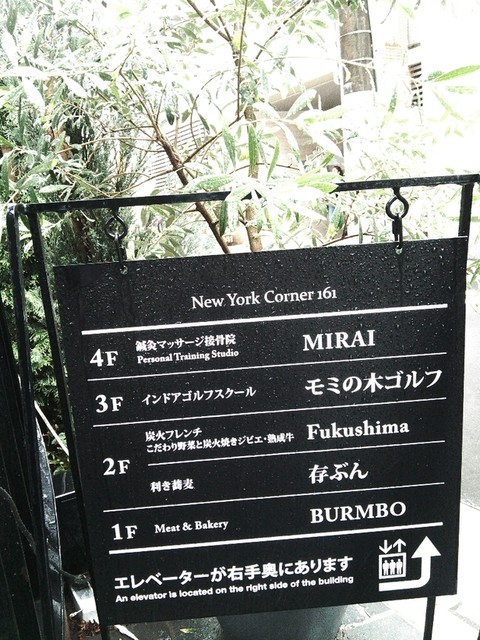 New York Corner 161
4F 鍼灸マッサージ接骨院 MIRAI
Personal Training Studio
3F インドアゴルフスクール モミの木ゴルフ
2F 炭火フレンチ Fukushima
こだわり野菜と炭火焼きジビエ・熟成牛
利き蕎麦 存ぶん
1F Meat & Bakery BURMBO
エレベーターが右手奥にあります
An elevator is located on the right side of the building